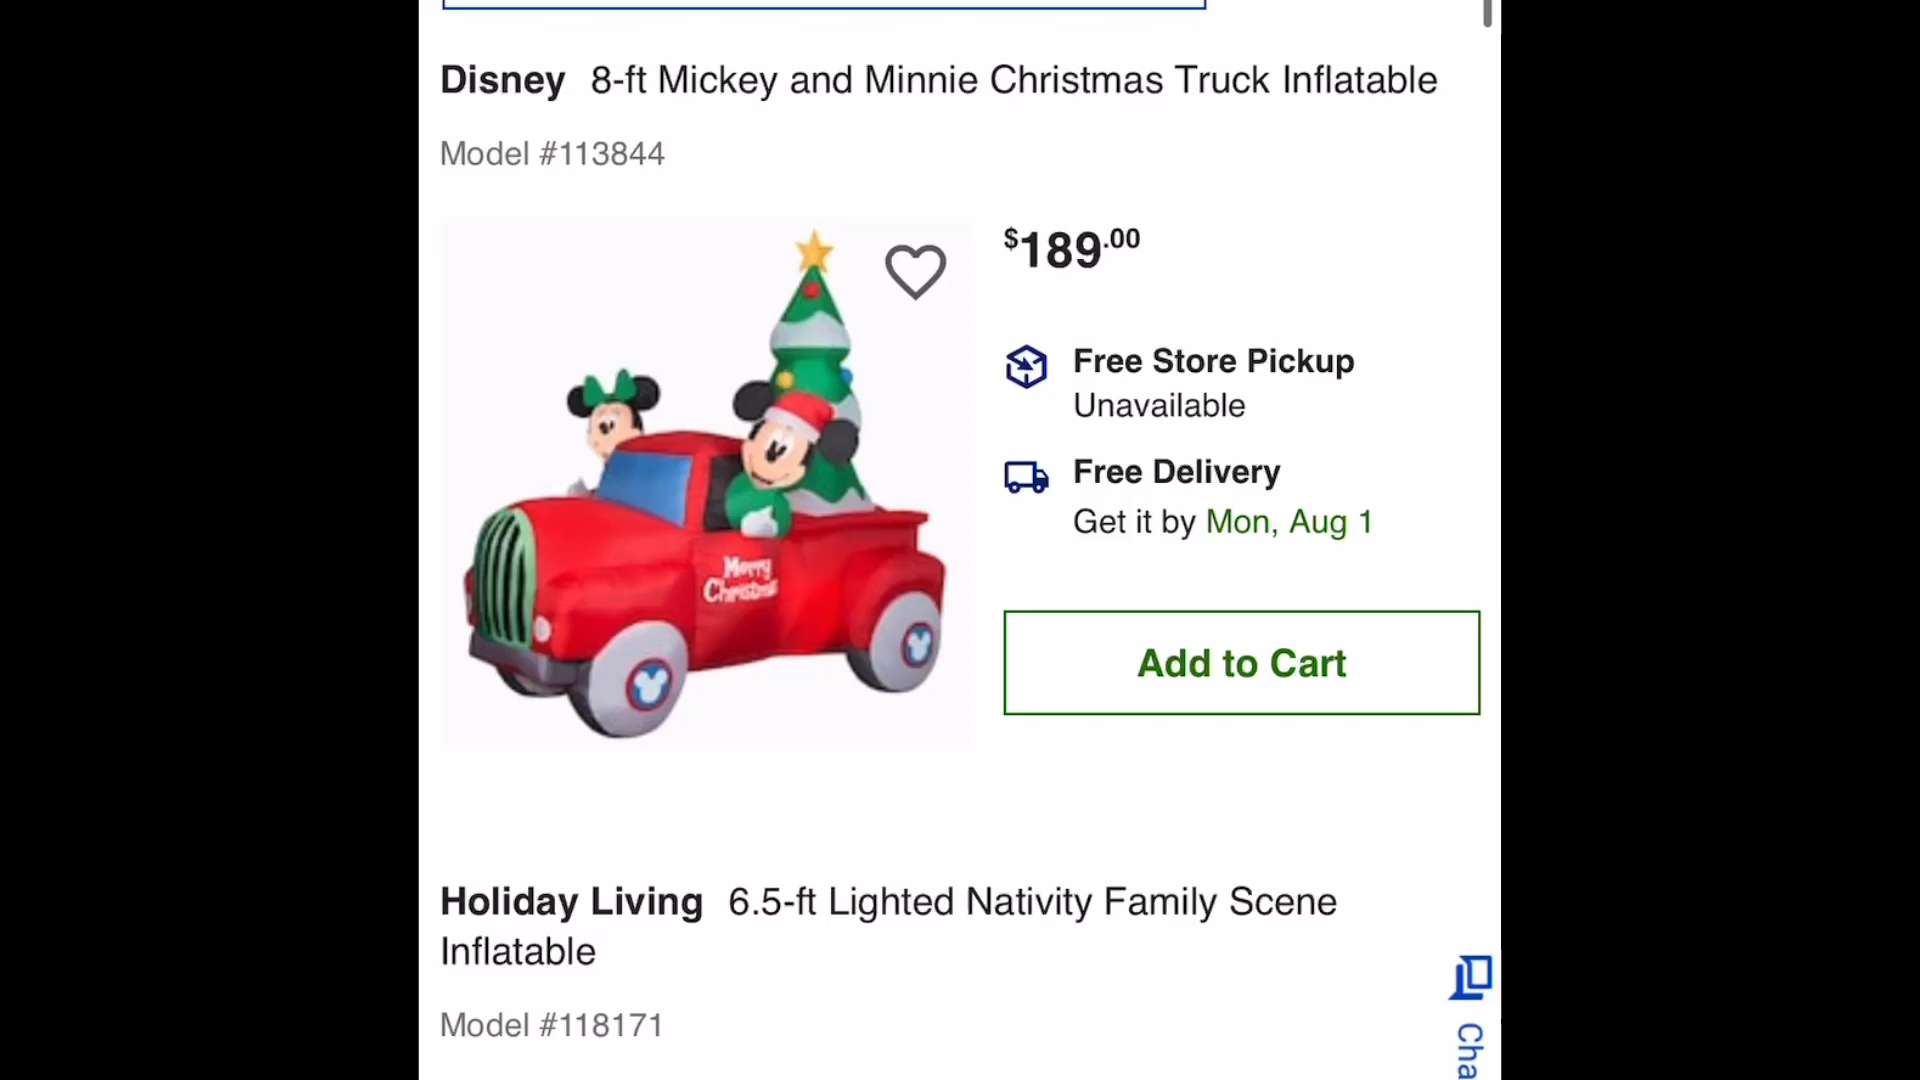 Disney 8-ft Mickey and Minnie Christmas Truck Inflatable
Model #113844
$189.00
Free Store Pickup
Unavailable
Free Delivery
Get it by Mon, Aug 1
Merry
Christmas
Add to Cart
Holiday Living 6.5-ft Lighted Nativity Family Scene
Inflatable
Model #118171
Cha